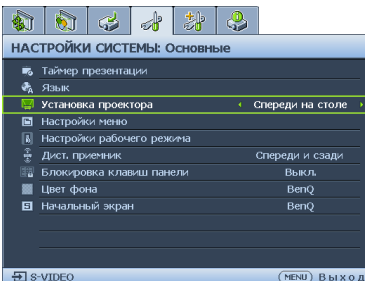 НАСТРОЙКИ СИСТЕМЫ: Основные
Таймер презентации
Язык
Установка проектора Спереди на столе
Настройки меню
Настройки рабочего режима
Дист. приемник Спереди и сзади
Блокировка клавиш панели Выкл.
Цвет фона BenQ
Начальный экран BenQ
S-VIDEO MENU Выход